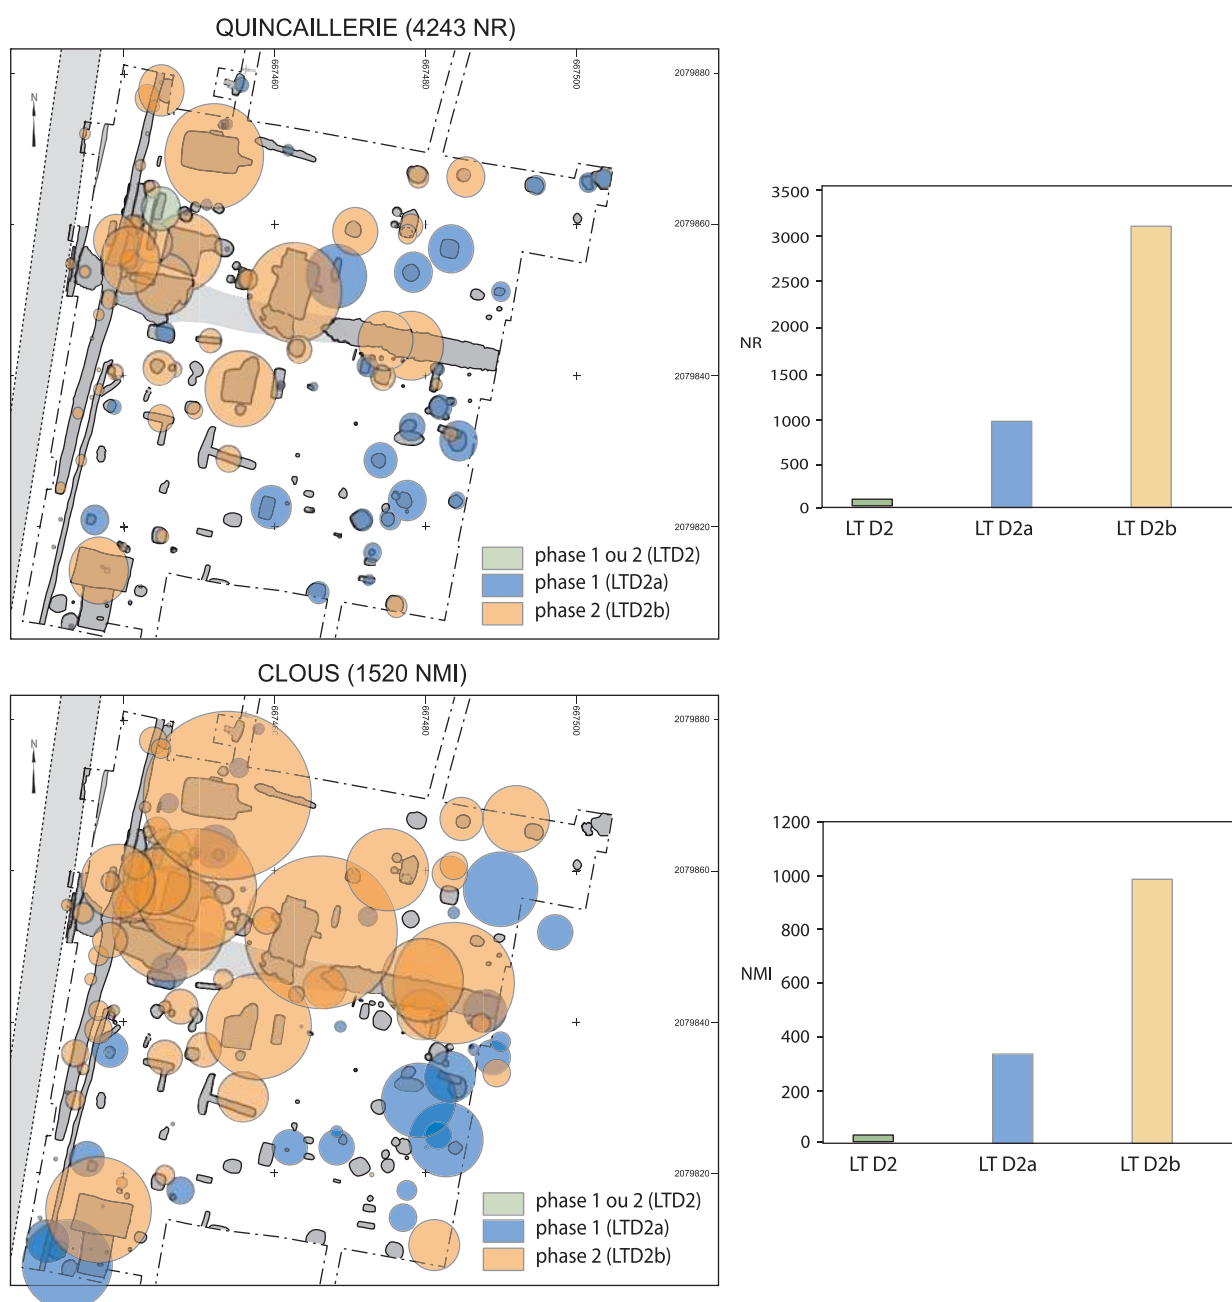 QUINCAILLERIE (4243 NR)
667460
667480
667500
2079880
N
2079860
2079840
2079820
phase 1 ou 2 (LTD2)
phase 1 (LTD2a)
phase 2 (LTD2b)
3500
3000
2500
2000
NR
1500
1000
500
0
LT D2
LT D2a
LT D2b
CLOUS (1520 NMI)
667460
667480
667500
2079880
N
2079860
2079840
2079820
phase 1 ou 2 (LTD2)
phase 1 (LTD2a)
phase 2 (LTD2b)
1200
1000
800
NMI
600
400
200
0
LT D2
LT D2a
LT D2b